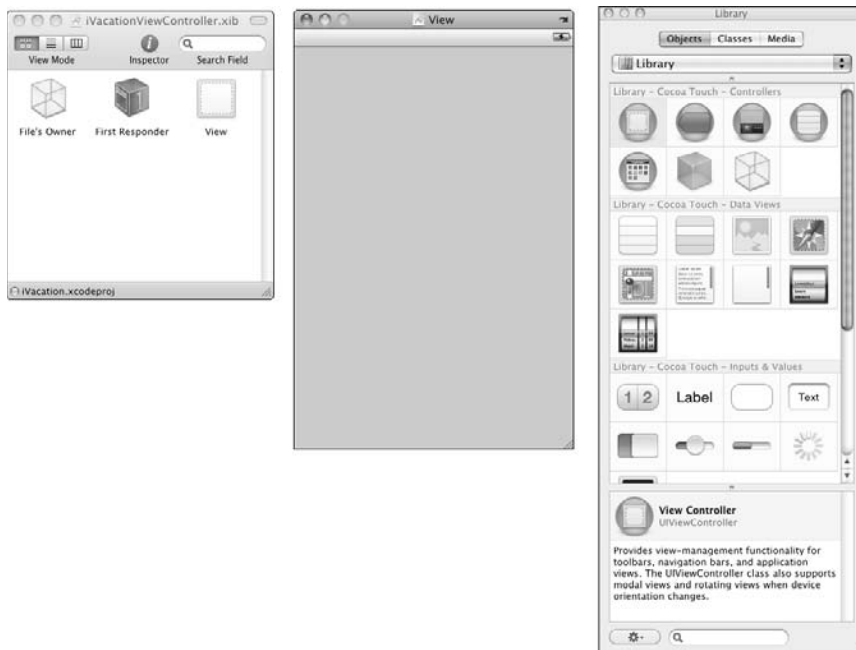 iVacationViewController.xib
View Mode
Inspector
Search Field
File's Owner
First Responder
View
iVacation.xcodeproj
View
Library
Objects
Classes
Media
Library
Library – Cocoa Touch – Controllers
Library – Cocoa Touch – Data Views
Library – Cocoa Touch – Inputs & Values
1 2
Label
Text
View Controller
UIViewController
Provides view-management functionality for
toolbars, navigation bars, and application
views. The UIViewController class also supports
modal views and rotating views when device
orientation changes.